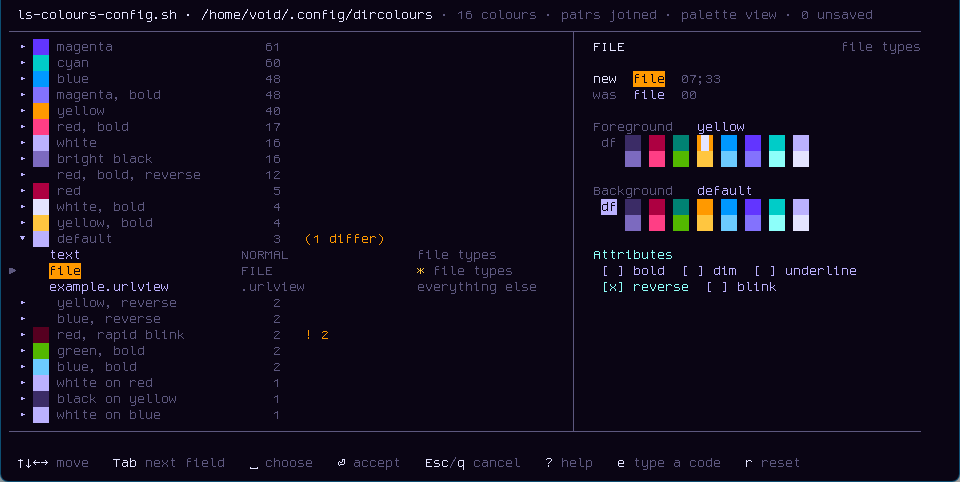 ls-colours-config.sh · /home/void/.config/dircolours · 16 colours · pairs joined · palette view · 0 unsaved
▸ magenta 61
▸ cyan 60
▸ blue 48
▸ magenta, bold 48
▸ yellow 40
▸ red, bold 17
▸ white 16
▸ bright black 16
▸ red, bold, reverse 12
▸ red 5
▸ white, bold 4
▸ yellow, bold 4
▾ default 3 (1 differ)
text NORMAL file types
▶ file FILE * file types
example.urlview .urlview everything else
▸ yellow, reverse 2
▸ blue, reverse 2
▸ red, rapid blink 2 ! 2
▸ green, bold 2
▸ blue, bold 2
▸ white on red 1
▸ black on yellow 1
▸ white on blue 1
FILE file types
new file 07;33
was file 00
Foreground yellow
df
Background default
df
Attributes
[ ] bold [ ] dim [ ] underline
[x] reverse [ ] blink
↑↓←→ move Tab next field ␣ choose ⏎ accept Esc/q cancel ? help e type a code r reset